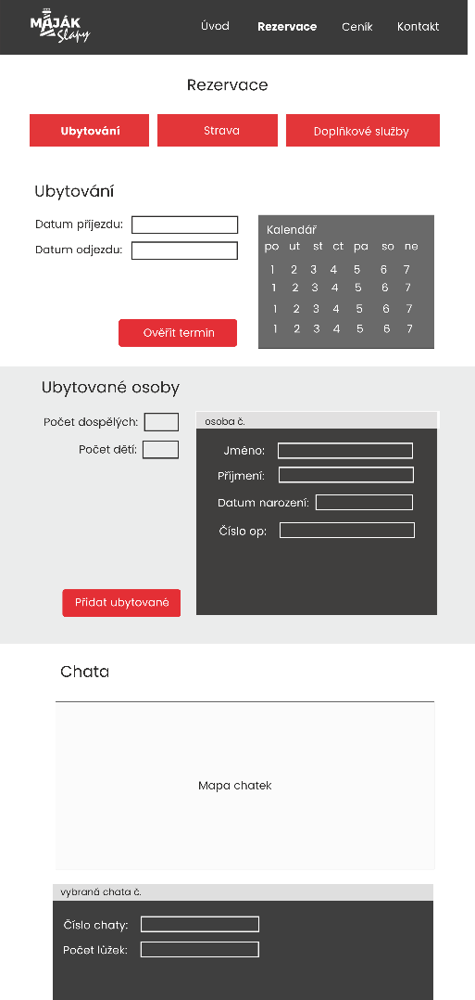 MAJÁK
Slapy
Úvod
Rezervace
Ceník
Kontakt
Rezervace
Ubytování
Strava
Doplňkové služby
Ubytování
Datum příjezdu:
Datum odjezdu:
Ověřit termín
Kalendář
po ut st ct pa so ne
1 2 3 4 5 6 7
1 2 3 4 5 6 7
1 2 3 4 5 6 7
1 2 3 4 5 6 7
Ubytované osoby
Počet dospělých:
Počet dětí:
Přidat ubytované
osoba č.
Jméno:
Příjmení:
Datum narození:
Číslo op:
Chata
Mapa chatek
vybraná chata č.
Číslo chaty:
Počet lůžek: